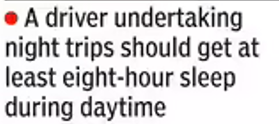 ● A driver undertaking
night trips should get at
least eight-hour sleep
during daytime